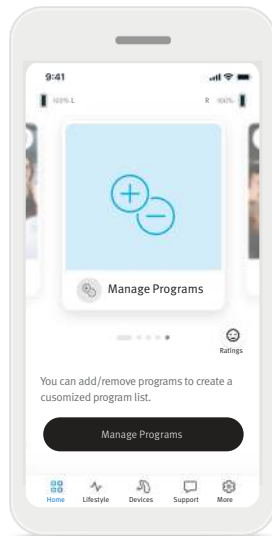 9:41
100% L
R 100%
Manage Programs
Ratings
You can add/remove programs to create a
cusomized program list.
Manage Programs
Home
Lifestyle
Devices
Support
More